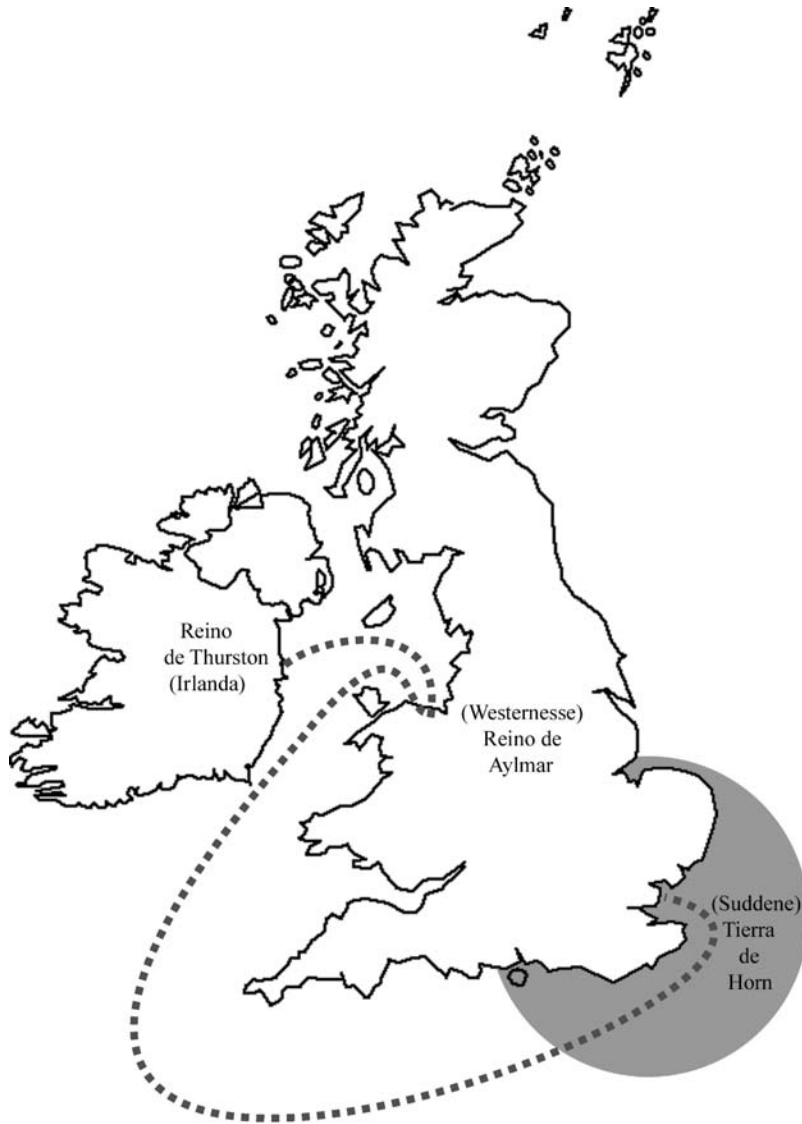 Reino
de Thurston
(Irlanda)
(Westernesse)
Reino de
Aylmar
(Suddene)
Tierra
de
Horn